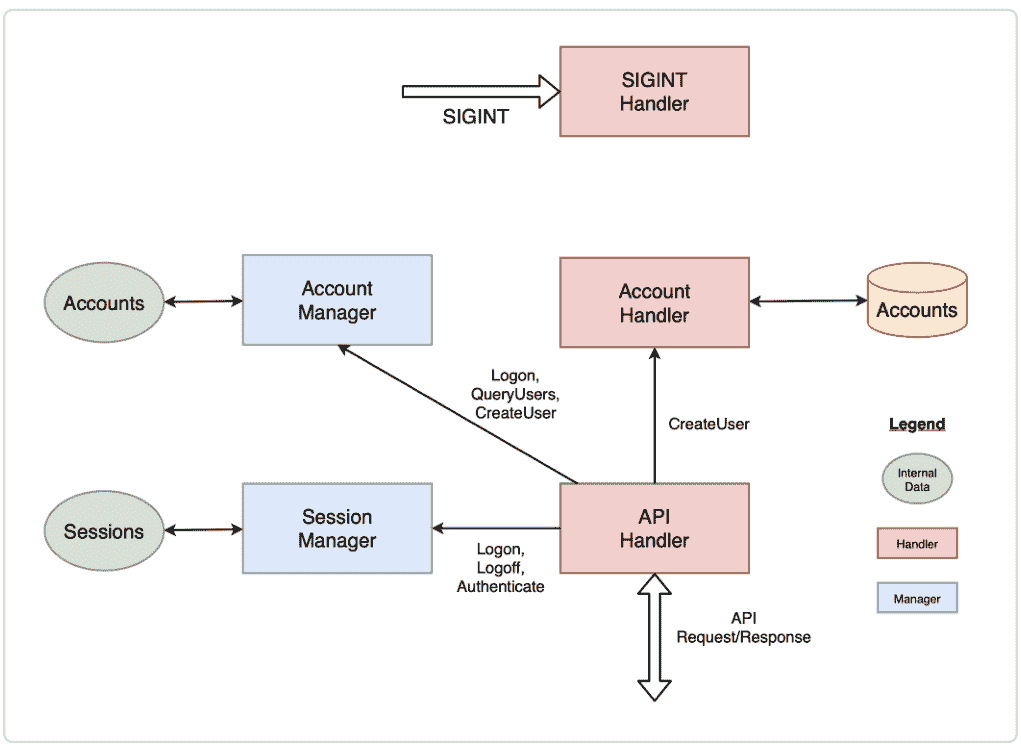 SIGINT
Handler
SIGINT
Accounts
Account
Manager
Account
Handler
Accounts
Logon,
QueryUsers,
CreateUser
CreateUser
Legend
Internal
Data
Sessions
Session
Manager
API
Handler
Handler
Logon,
Logoff,
Authenticate
Manager
API
Request/Response